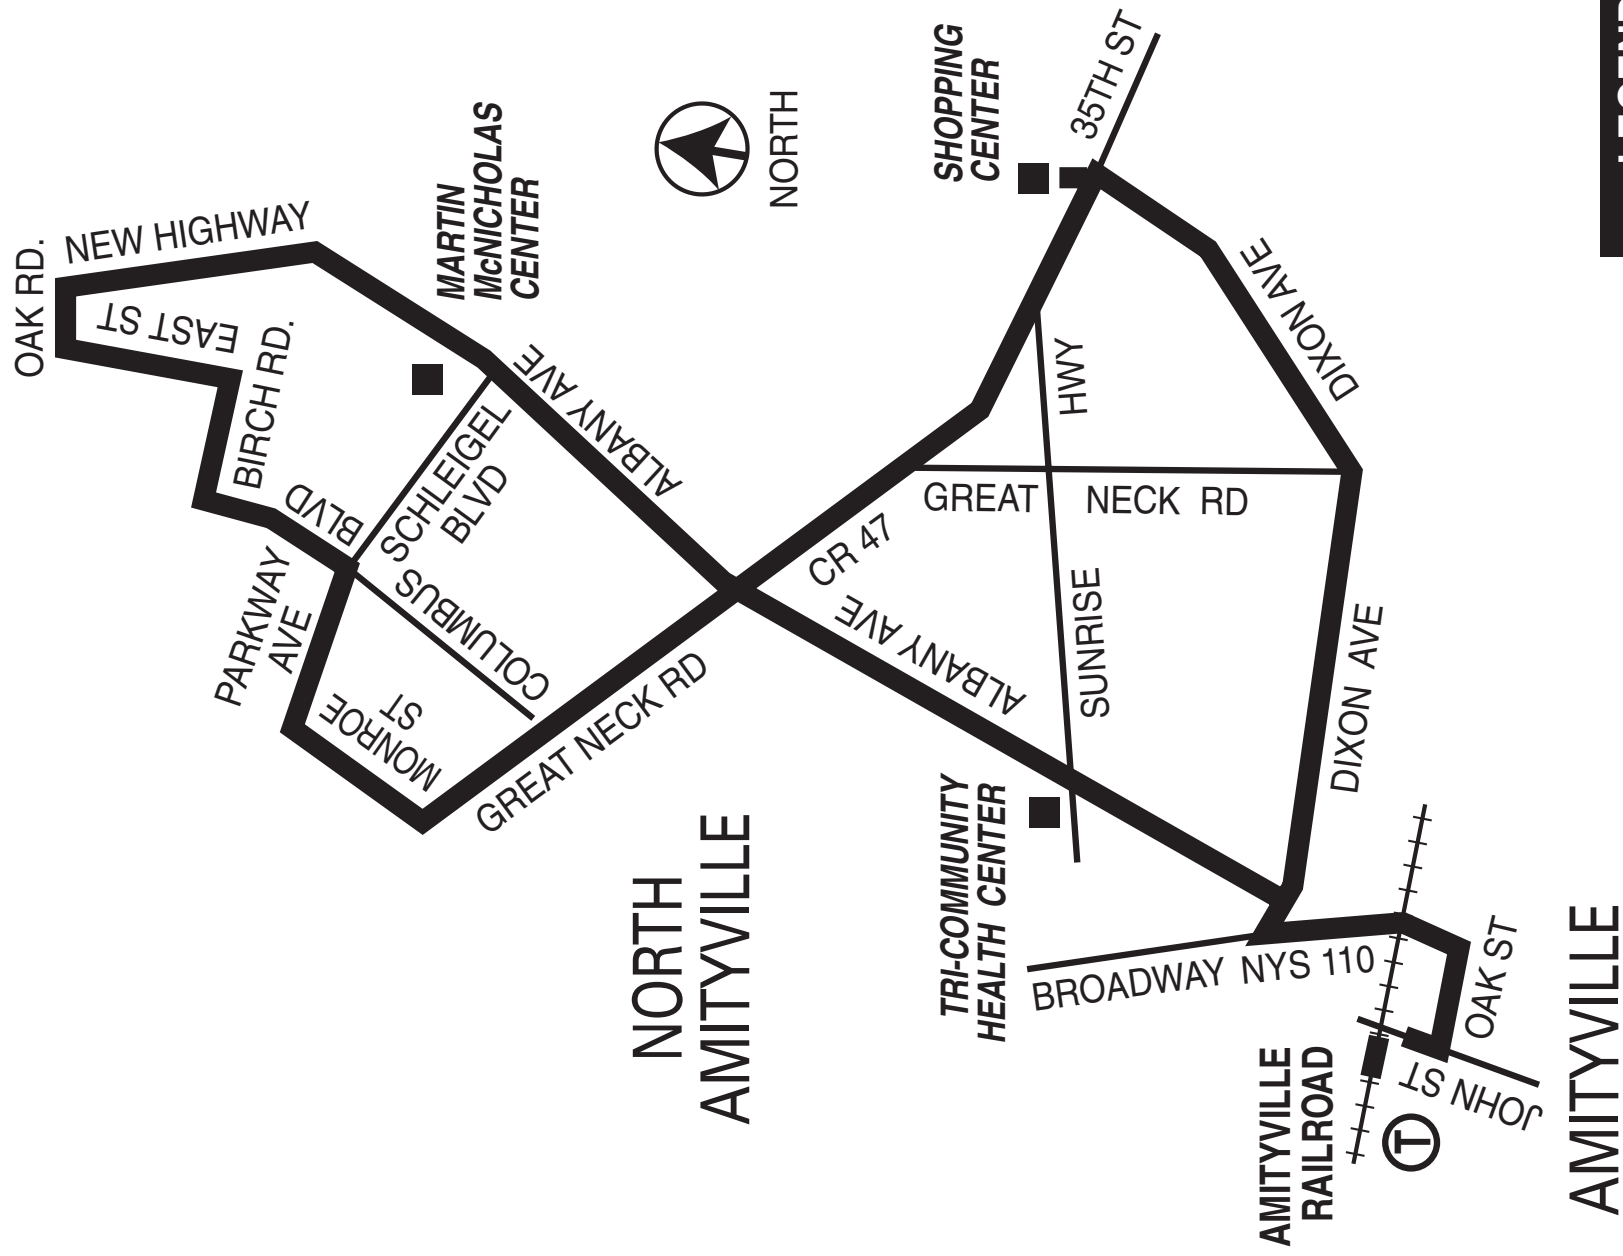 OAK RD.
NEW HIGHWAY
EAST ST
BIRCH RD.
MARTIN
McNICHOLAS
CENTER
NORTH
SHOPPING
CENTER
35TH ST
BLVD
SCHLEIGEL
BLVD
ALBANY AVE
PARKWAY
AVE
COLUMBUS
MONROE
ST
GREAT NECK RD
CR 47
GREAT NECK RD
HWY
SUNRISE
DIXON AVE
ALBANY AVE
DIXON AVE
NORTH
AMITYVILLE
TRI-COMMUNITY
HEALTH CENTER
BROADWAY NYS 110
OAK ST
JOHN ST
AMITYVILLE
RAILROAD
T
AMITYVILLE